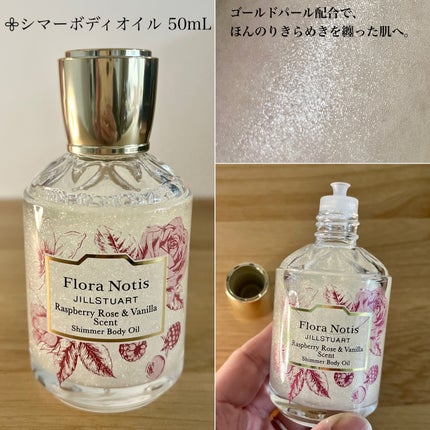 シマーボディオイル 50mL
Flora Notis
JILLSTUART
Raspberry Rose & Vanilla
Scent
Shimmer Body Oil
ゴールドパール配合で、
ほんのりきらめきを纏った肌へ。
Flora Notis
JILLSTUART
Raspberry Rose & Vanilla
Scent
Shimmer Body Oil